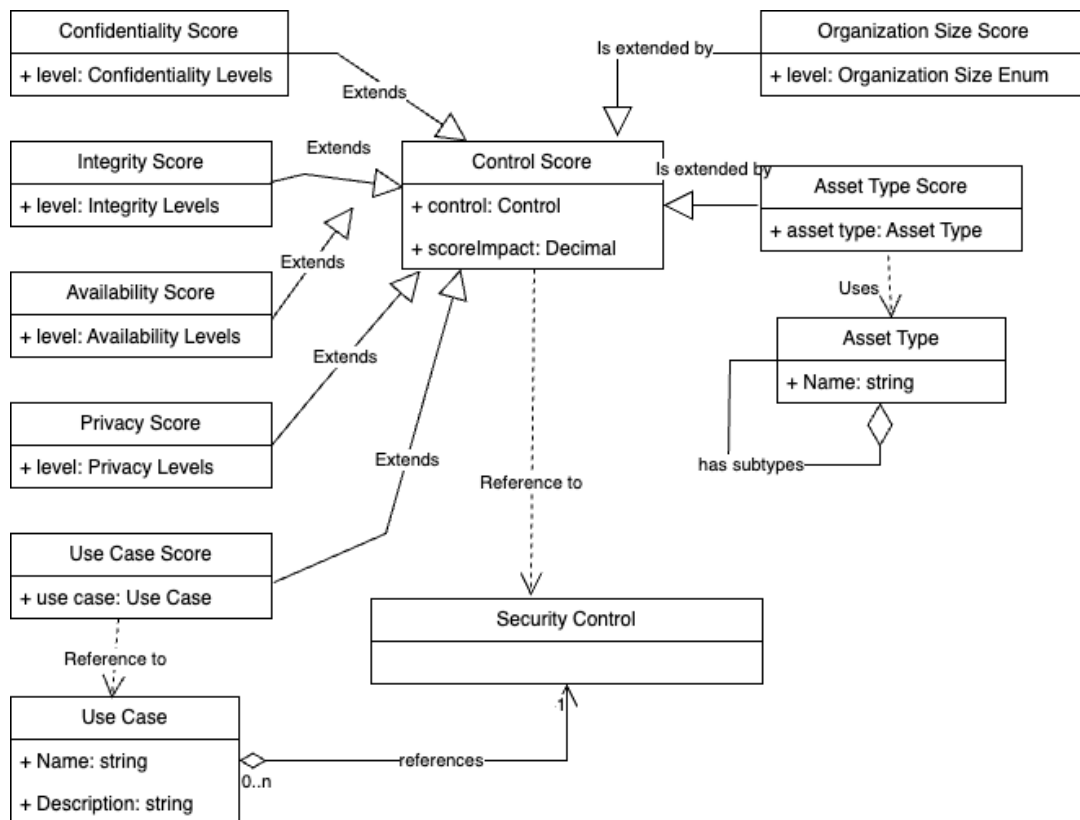 Confidentiality Score
+ level: Confidentiality Levels
Extends
Is extended by
Organization Size Score
+ level: Organization Size Enum
Integrity Score
+ level: Integrity Levels
Extends
Control Score
+ control: Control
+ scoreImpact: Decimal
Is extended by
Asset Type Score
+ asset type: Asset Type
Extends
Availability Score
+ level: Availability Levels
Uses
Asset Type
+ Name: string
has subtypes
Extends
Privacy Score
+ level: Privacy Levels
Extends
Reference to
Use Case Score
+ use case: Use Case
Reference to
Security Control
Use Case
+ Name: string
+ Description: string
0..n
references
1